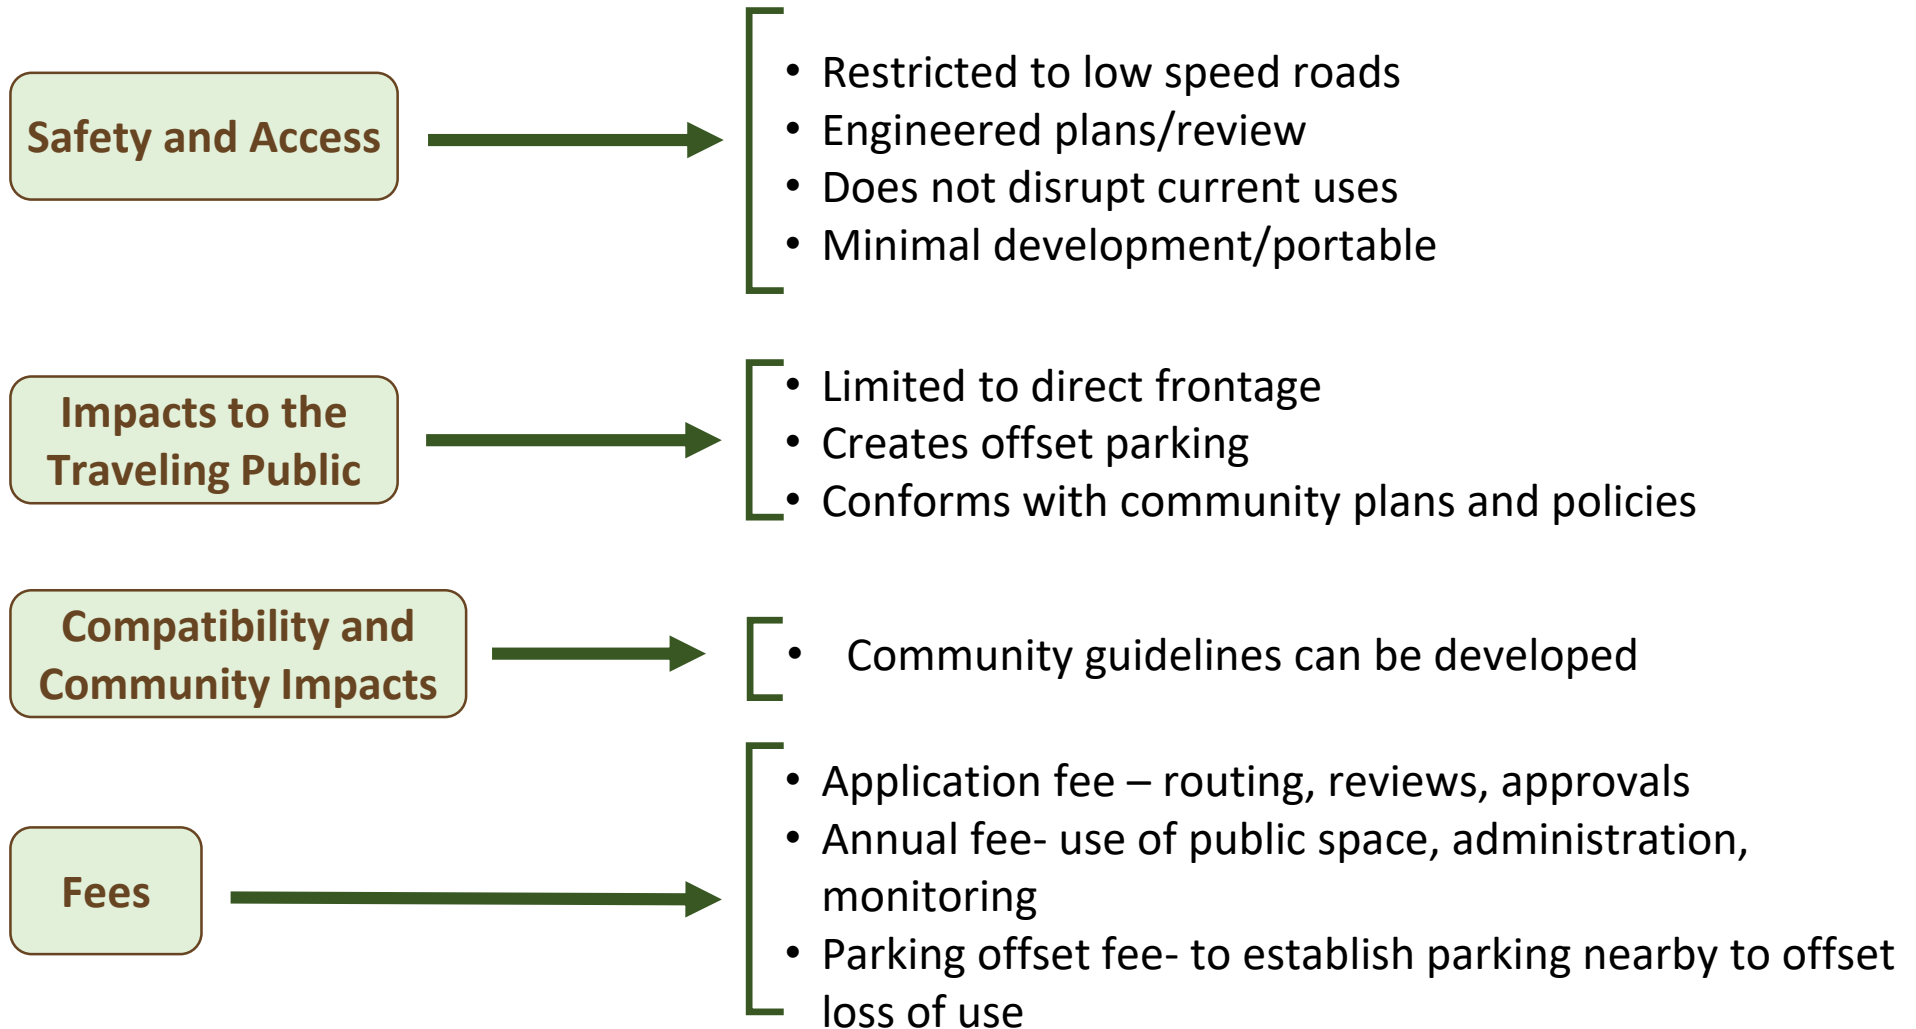 Safety and Access
• Restricted to low speed roads
• Engineered plans/review
• Does not disrupt current uses
• Minimal development/portable
Impacts to the
Traveling Public
• Limited to direct frontage
• Creates offset parking
• Conforms with community plans and policies
Compatibility and
Community Impacts
• Community guidelines can be developed
Fees
• Application fee – routing, reviews, approvals
• Annual fee- use of public space, administration,
monitoring
• Parking offset fee- to establish parking nearby to offset
loss of use